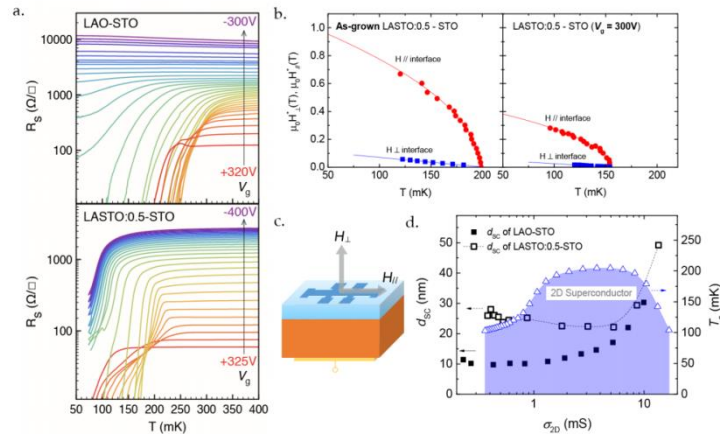 a.
LAO-STO
-300V
10000
1000
100
R_S (Ω/□)
+320V
V_g
LASTO:0.5-STO
-400V
1000
100
R_S (Ω/□)
+325V
V_g
50 100 150 200 250 300 350 400
T (mK)
b.
As-grown LASTO:0.5 - STO
LASTO:0.5 - STO (V_g = 300V)
1.0
0.8
0.6
0.4
0.2
0.0
H // interface
H ⊥ interface
H // interface
H ⊥ interface
50 100 150 200
50 100 150 200
T (mK)
T (mK)
c.
H⊥
H//
d.
d_SC of LAO-STO
d_SC of LASTO:0.5-STO
2D Superconductor
50
40
30
20
10
0
d_SC (nm)
250
200
150
100
50
0
1
10
σ_2D (mS)